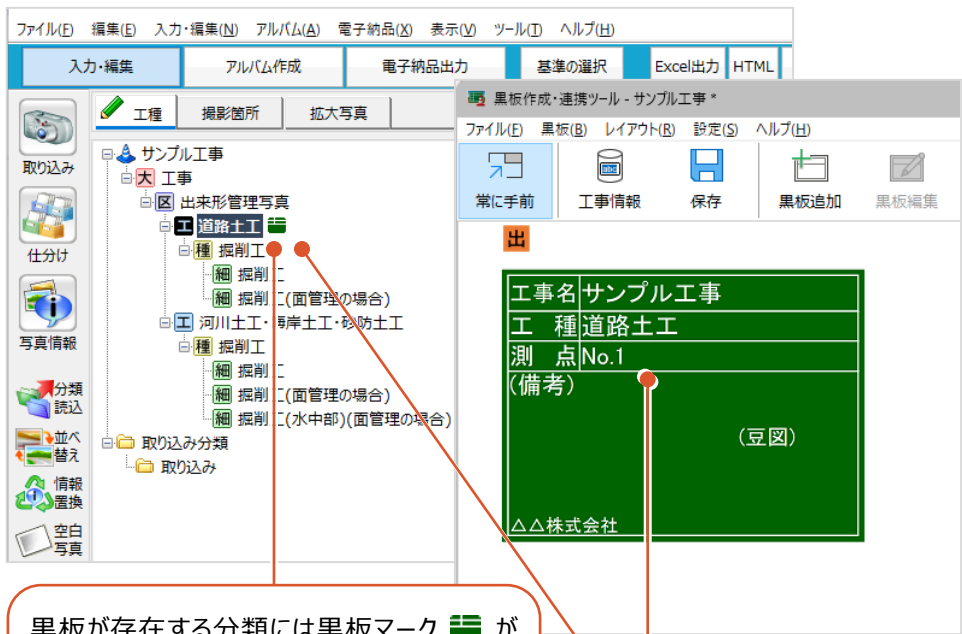 ファイル(F) 編集(E) 入力・編集(N) アルバム(A) 電子納品(X) 表示(V) ツール(T) ヘルプ(H)
入力・編集 アルバム作成 電子納品出力 基準の選択 Excel出力 HTML
取り込み
仕分け
写真情報
分類
読込
並べ
替え
情報
置換
空白
写真
工種 撮影箇所 拡大写真
サンプル工事
大 工事
区 出来形管理写真
工 道路土工
種 掘削工
細 掘削工
細 掘削工(面管理の場合)
工 河川土工・海岸土工・砂防土工
種 掘削工
細 掘削工
細 掘削工(面管理の場合)
細 掘削工(水中部)(面管理の場合)
取り込み分類
取り込み
黒板作成・連携ツール - サンプル工事 *
ファイル(F) 黒板(B) レイアウト(R) 設定(S) ヘルプ(H)
常に手前 工事情報 保存 黒板追加 黒板編集
出
工事名 サンプル工事
工 種 道路土工
測 点 No.1
(備考)
(豆図)
△△株式会社
黒板が存在する分類には黒板マーク が